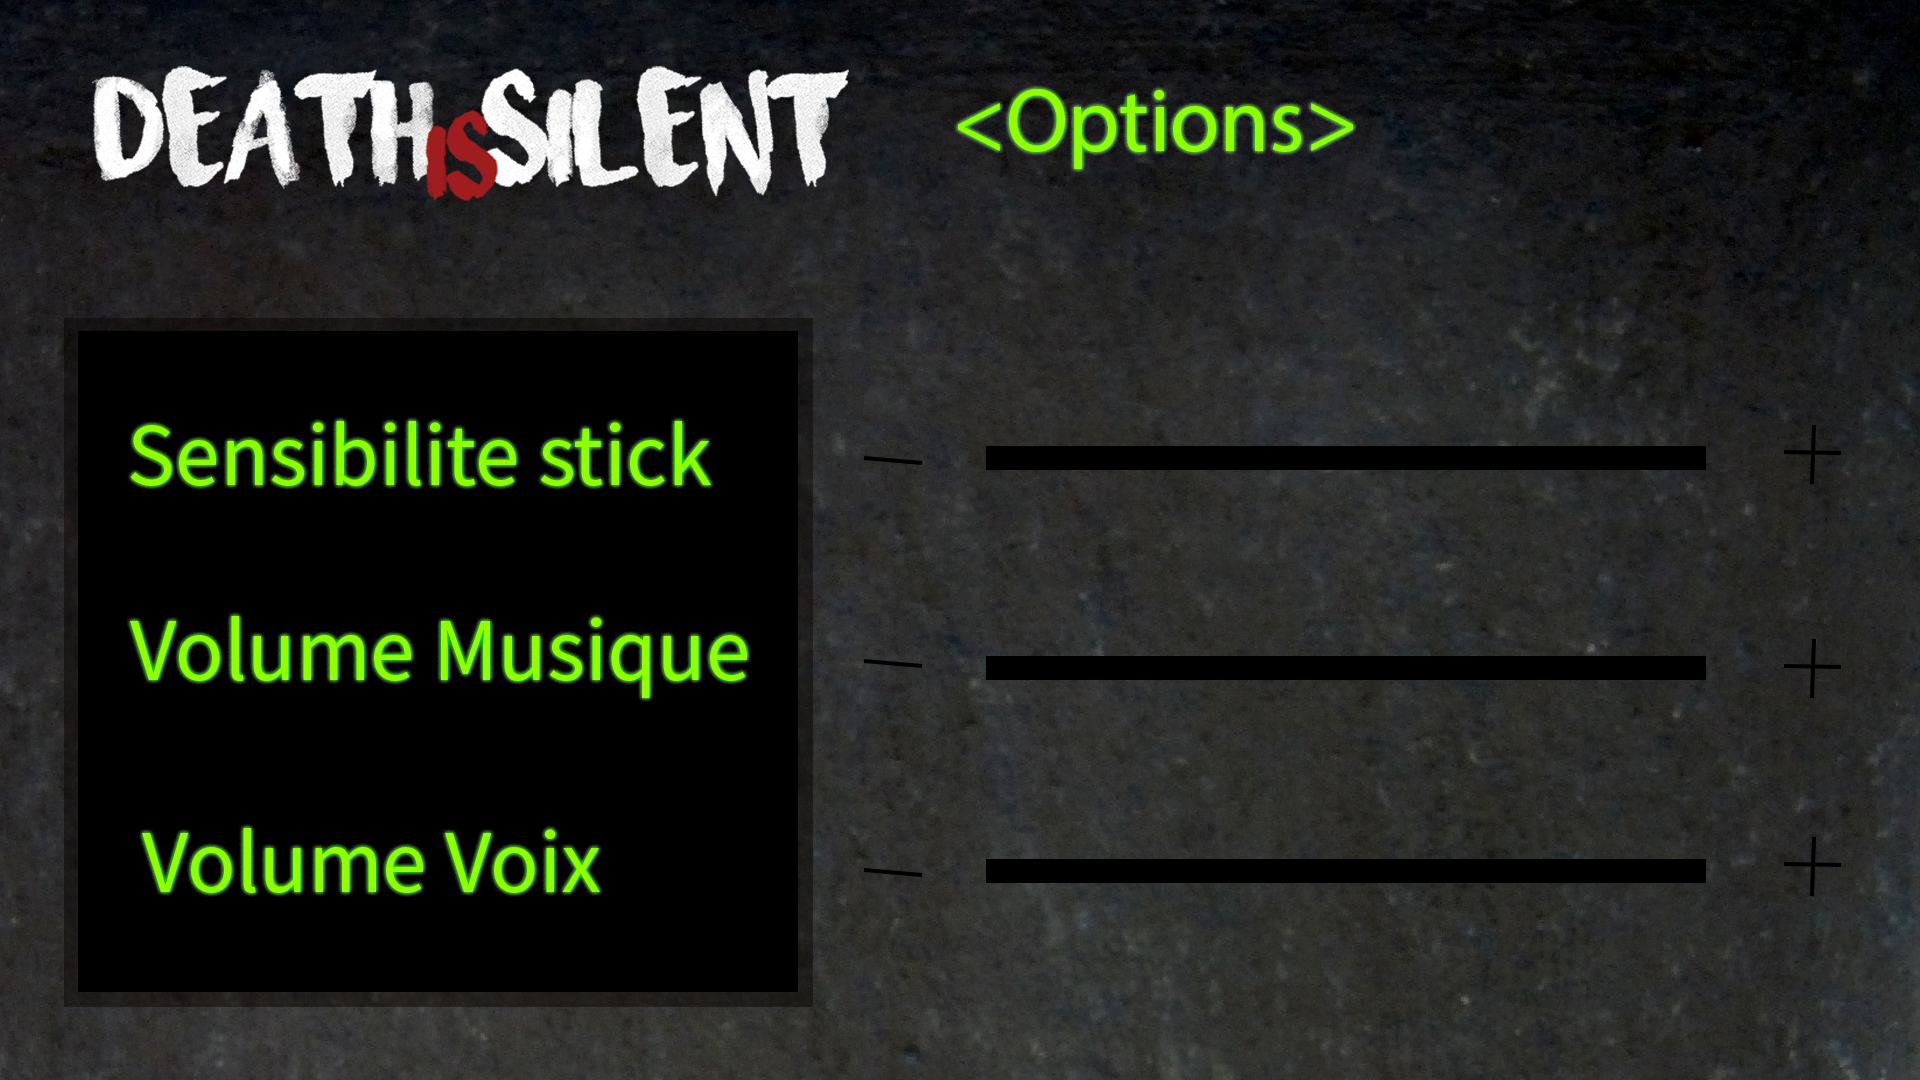 DEATH IS SILENT
<Options>
Sensibilite stick
Volume Musique
Volume Voix